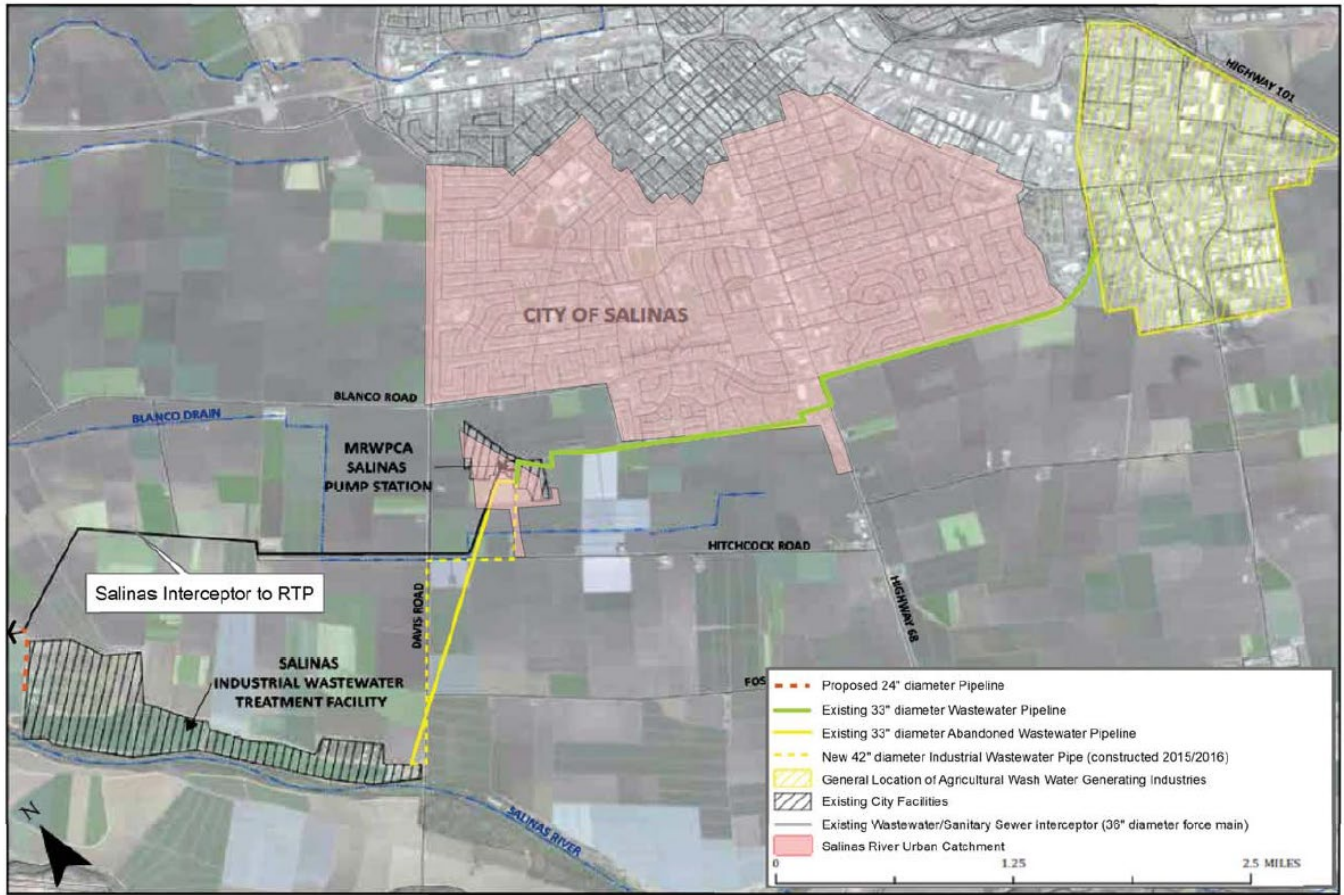 HIGHWAY 101
CITY OF SALINAS
BLANCO ROAD
BLANCO DRAIN
MRWPCA
SALINAS
PUMP STATION
HITCHCOCK ROAD
Salinas Interceptor to RTP
DAVIS ROAD
HIGHWAY 68
SALINAS
INDUSTRIAL WASTEWATER
TREATMENT FACILITY
FOS
SALINAS RIVER
N
Proposed 24" diameter Pipeline
Existing 33" diameter Wastewater Pipeline
Existing 33" diameter Abandoned Wastewater Pipeline
New 42" diameter Industrial Wastewater Pipe (constructed 2015/2016)
General Location of Agricultural Wash Water Generating Industries
Existing City Facilities
Existing Wastewater/Sanitary Sewer Interceptor (36" diameter force main)
Salinas River Urban Catchment
0 1.25 2.5 MILES